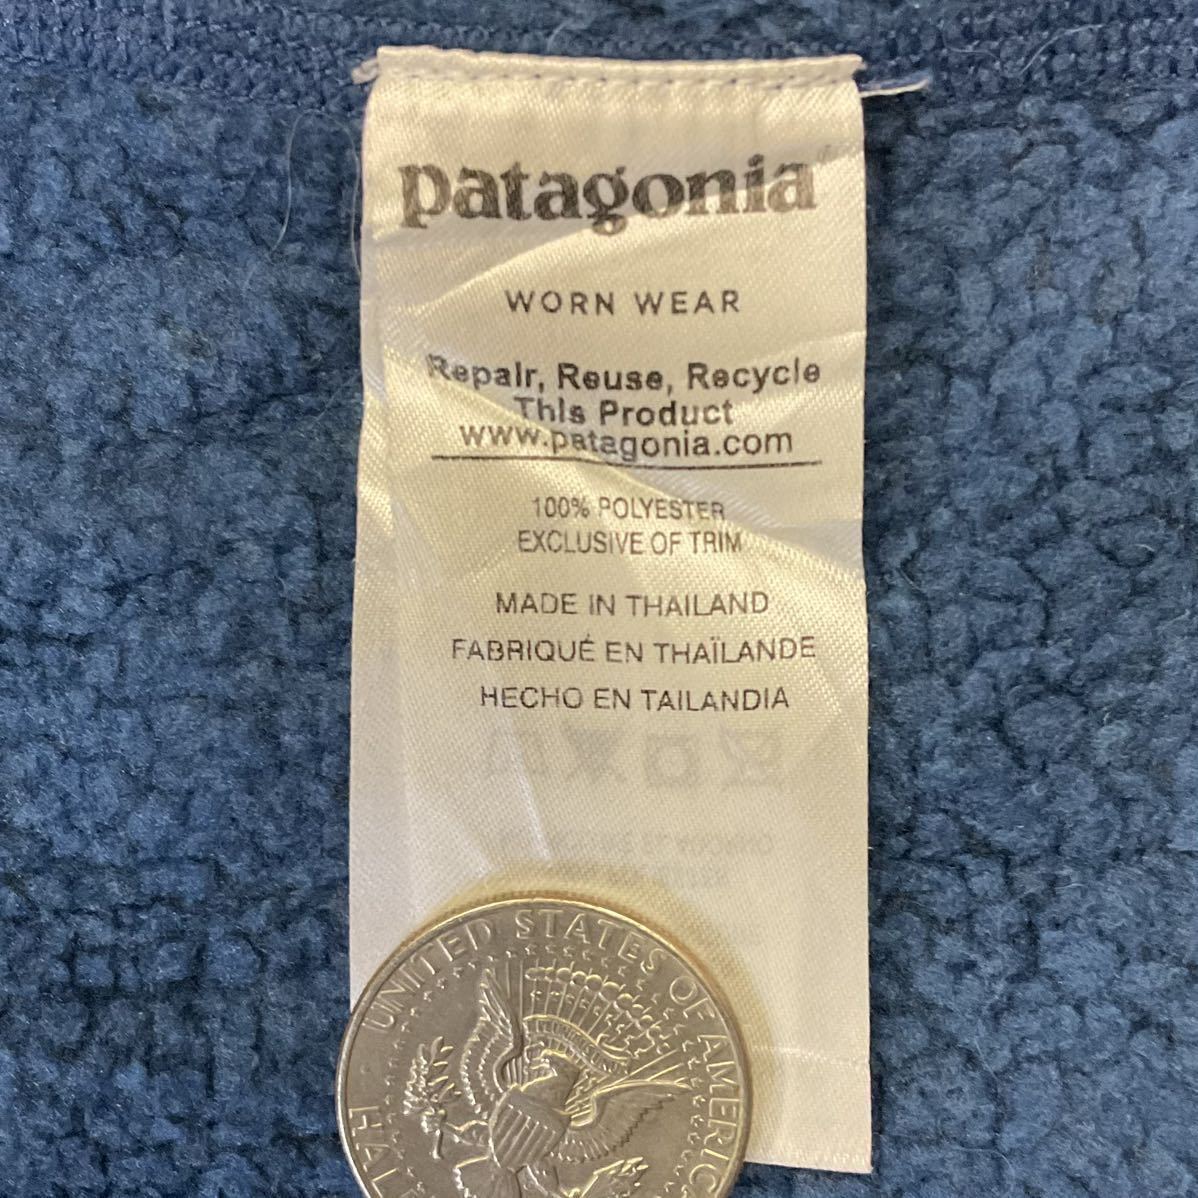 patagonia
WORN WEAR
Repair, Reuse, Recycle
This Product
www.patagonia.com
100% POLYESTER
EXCLUSIVE OF TRIM
MADE IN THAILAND
FABRIQUÉ EN THAÏLANDE
HECHO EN TAILANDIA
UNITED STATES OF AMERICA
HALF